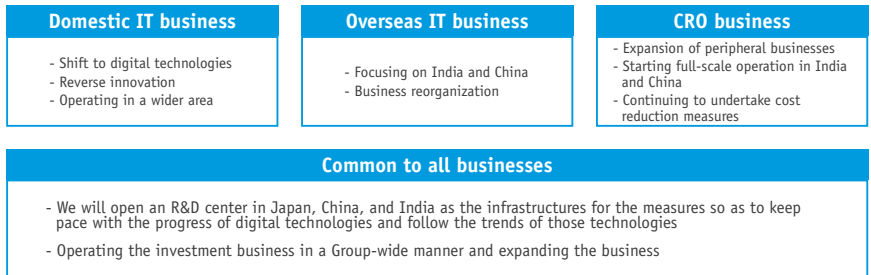 Domestic IT business
- Shift to digital technologies
- Reverse innovation
- Operating in a wider area
Overseas IT business
- Focusing on India and China
- Business reorganization
CRO business
- Expansion of peripheral businesses
- Starting full-scale operation in India
and China
- Continuing to undertake cost
reduction measures
Common to all businesses
- We will open an R&D center in Japan, China, and India as the infrastructures for the measures so as to keep
pace with the progress of digital technologies and follow the trends of those technologies
- Operating the investment business in a Group-wide manner and expanding the business